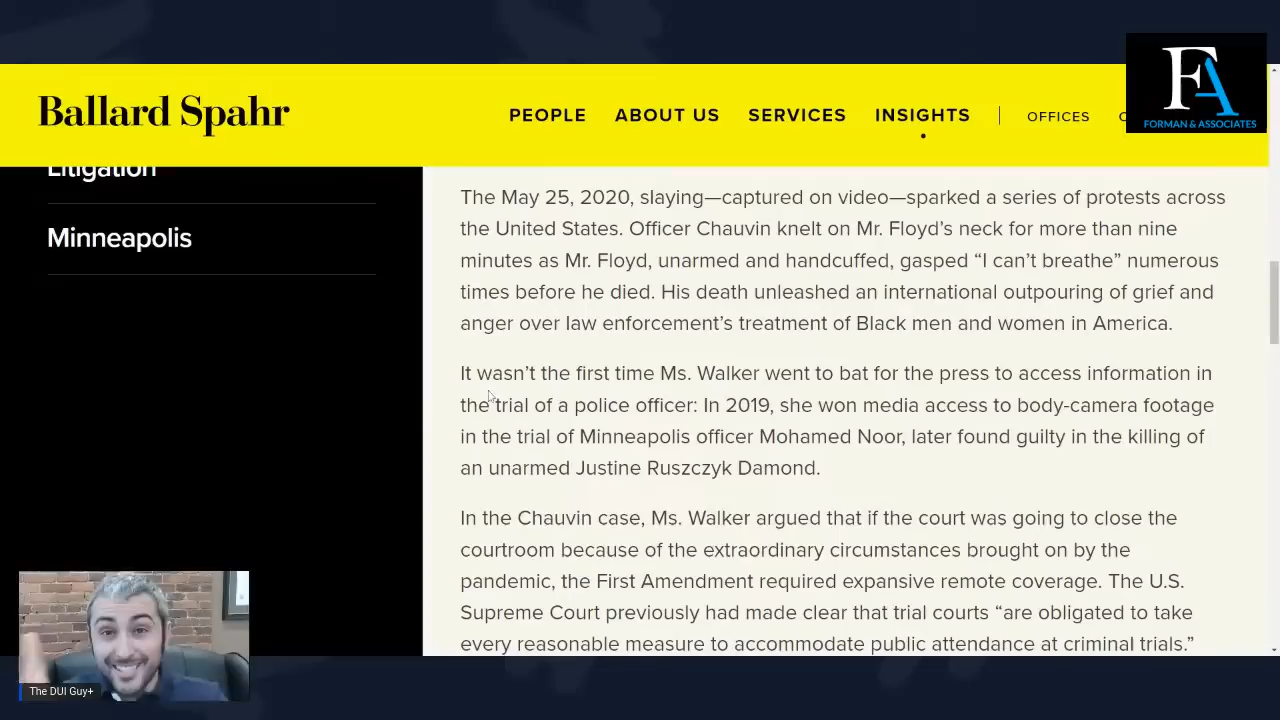 Ballard Spahr
PEOPLE ABOUT US SERVICES INSIGHTS OFFICES
FA
FORMAN & ASSOCIATES
Litigation
Minneapolis
The May 25, 2020, slaying—captured on video—sparked a series of protests across
the United States. Officer Chauvin knelt on Mr. Floyd’s neck for more than nine
minutes as Mr. Floyd, unarmed and handcuffed, gasped “I can’t breathe” numerous
times before he died. His death unleashed an international outpouring of grief and
anger over law enforcement’s treatment of Black men and women in America.
It wasn’t the first time Ms. Walker went to bat for the press to access information in
the trial of a police officer: In 2019, she won media access to body-camera footage
in the trial of Minneapolis officer Mohamed Noor, later found guilty in the killing of
an unarmed Justine Ruszczyk Damond.
In the Chauvin case, Ms. Walker argued that if the court was going to close the
courtroom because of the extraordinary circumstances brought on by the
pandemic, the First Amendment required expansive remote coverage. The U.S.
Supreme Court previously had made clear that trial courts “are obligated to take
every reasonable measure to accommodate public attendance at criminal trials.”
The DUI Guy+